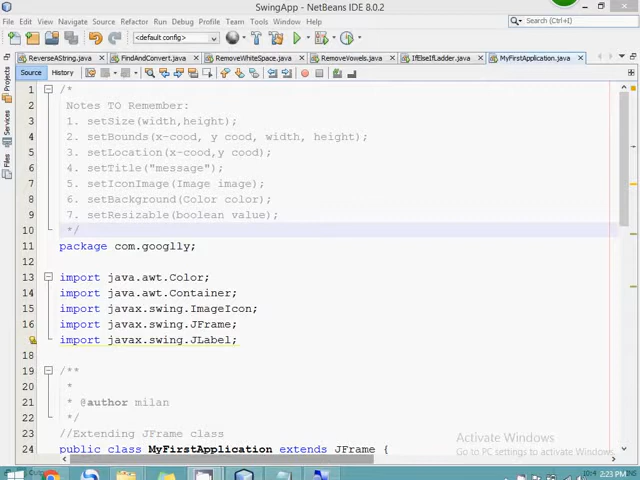 SwingApp - NetBeans IDE 8.0.2
Edit View Navigate Source Refactor Run Debug Profile Team Tools Window Help
Search (Ctrl+I)
<default config>
ReverseAString.java FindAndConvert.java RemoveWhiteSpace.java RemoveVowels.java IfElseIfLadder.java MyFirstApplication.java
Source History
Projects
Services
Files
1 /*
2 Notes TO Remember:
3 1. setSize(width,height);
4 2. setBounds(x-cood, y cood, width, height);
5 3. setLocation(x-cood,y cood);
6 4. setTitle("message");
7 5. setIconImage(Image image);
8 6. setBackground(Color color);
9 7. setResizable(boolean value);
10 */
11 package com.googlly;
12
13 import java.awt.Color;
14 import java.awt.Container;
15 import javax.swing.ImageIcon;
16 import javax.swing.JFrame;
import javax.swing.JLabel;
18
19 /**
20 *
21 * @author milan
22 */
23 //Extending JFrame class
24 public class MyFirstApplication extends JFrame {
Activate Windows
Go to PC settings to activate Windows.
10:4
2:23 PM